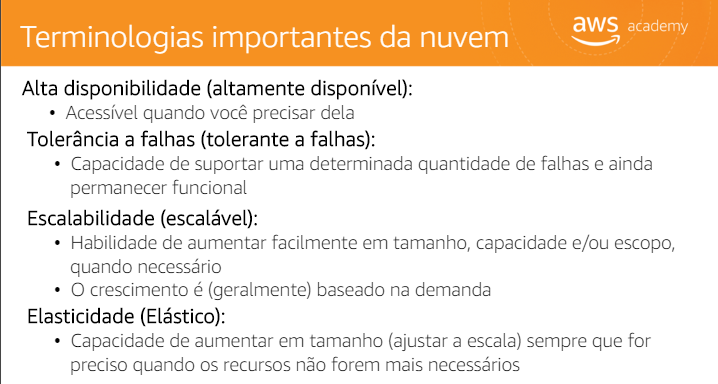 Terminologias importantes da nuvem
aws academy
Alta disponibilidade (altamente disponível):
• Acessível quando você precisar dela
Tolerância a falhas (tolerante a falhas):
• Capacidade de suportar uma determinada quantidade de falhas e ainda
permanecer funcional
Escalabilidade (escalável):
• Habilidade de aumentar facilmente em tamanho, capacidade e/ou escopo,
quando necessário
• O crescimento é (geralmente) baseado na demanda
Elasticidade (Elástico):
• Capacidade de aumentar em tamanho (ajustar a escala) sempre que for
preciso quando os recursos não forem mais necessários